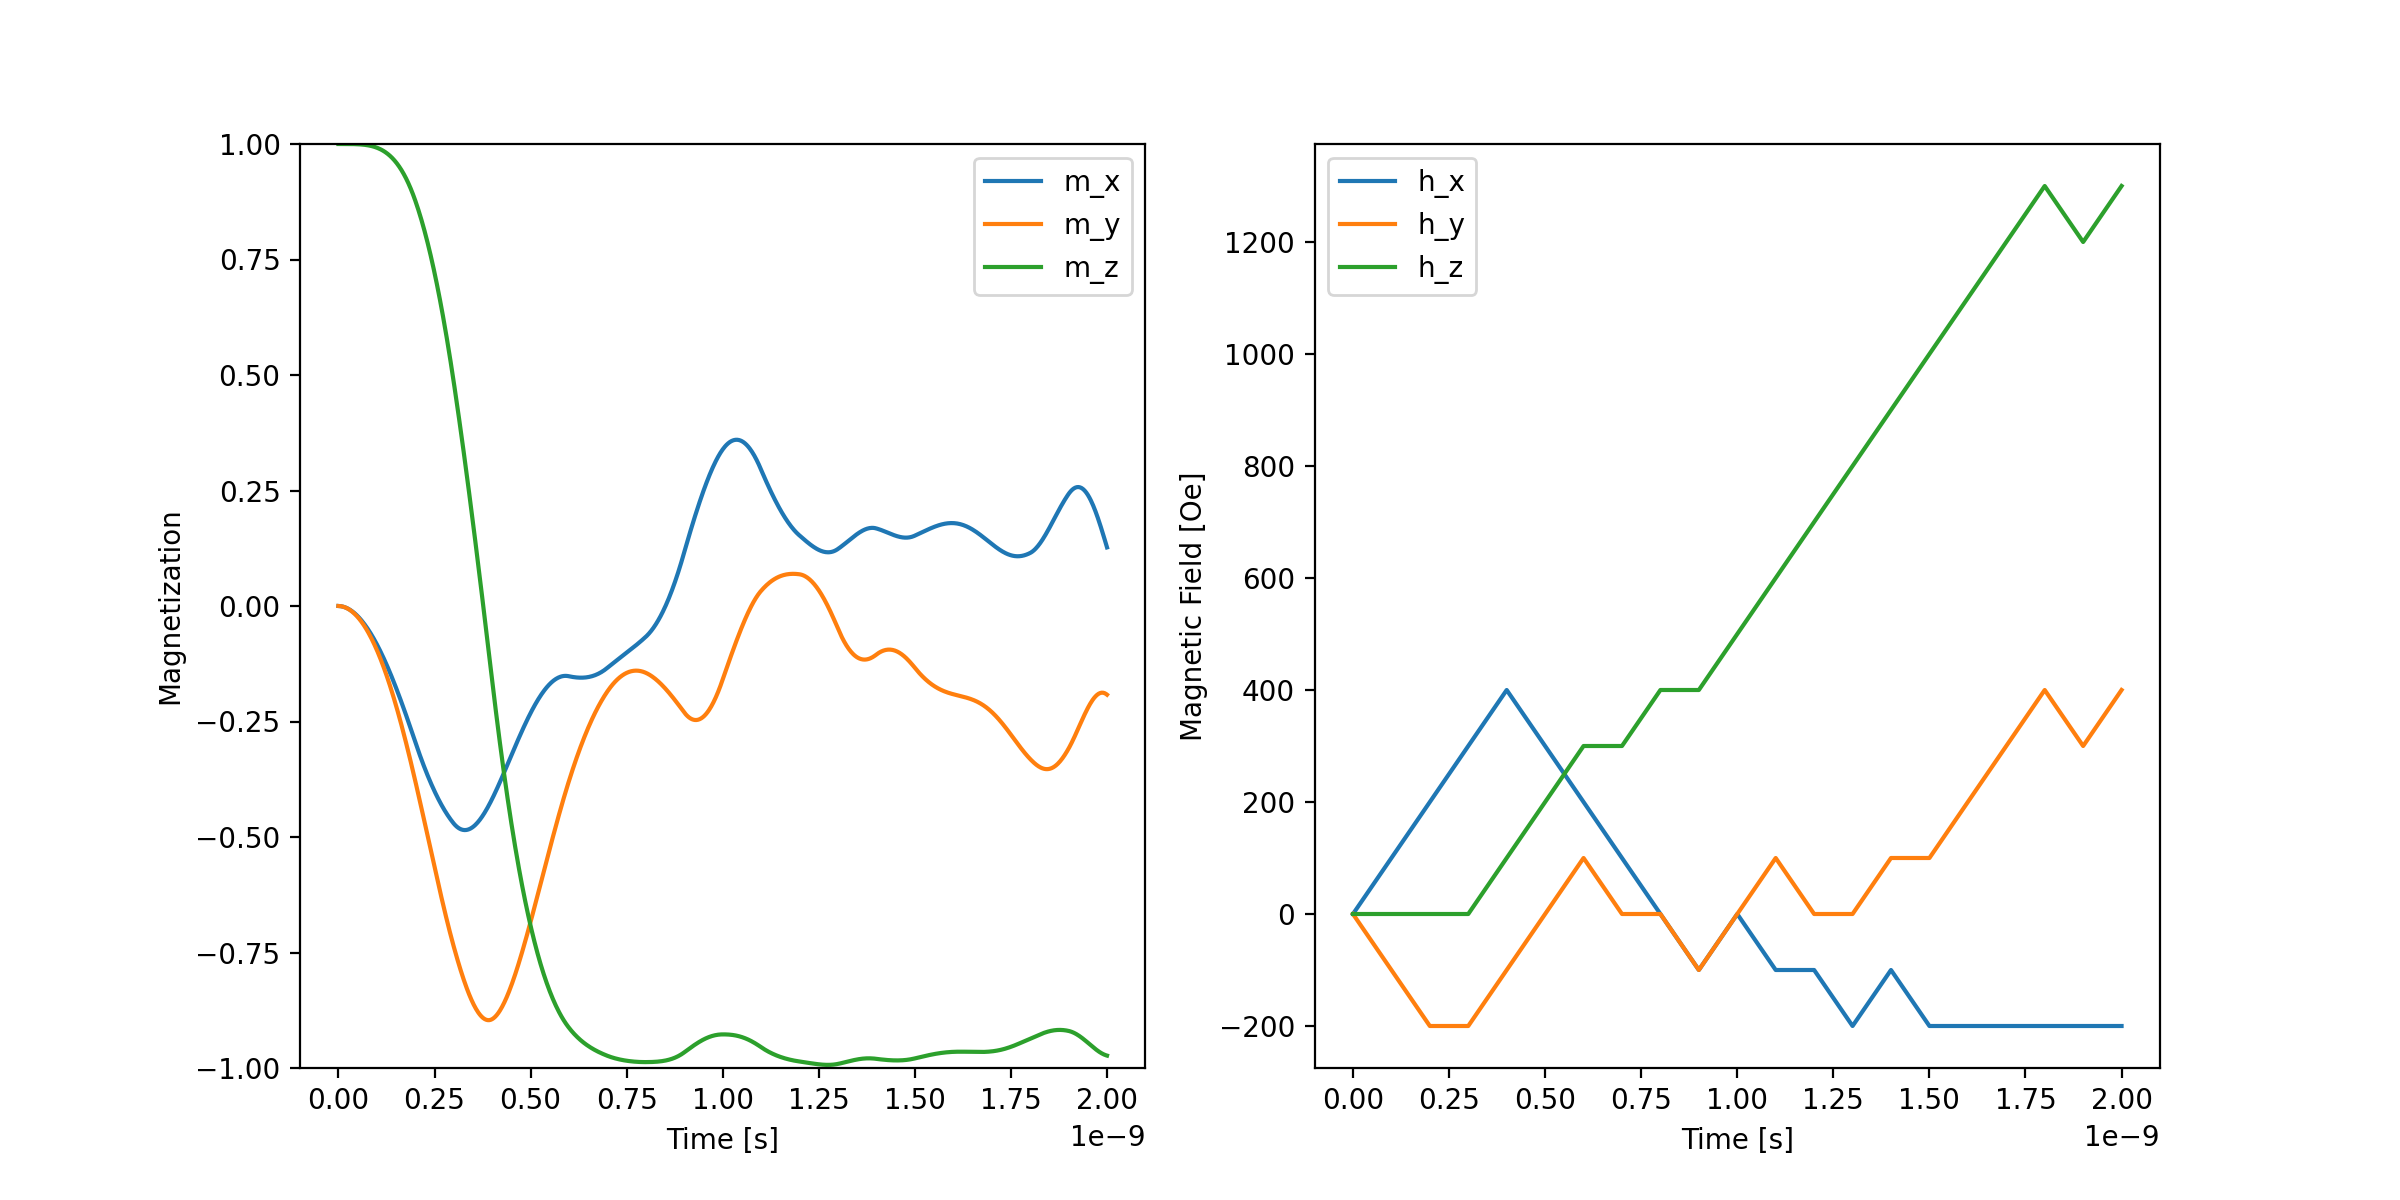 1.00
0.75
0.50
0.25
0.00
−0.25
−0.50
−0.75
−1.00
Magnetization
m_x
m_y
m_z
0.00 0.25 0.50 0.75 1.00 1.25 1.50 1.75 2.00
Time [s]
1e−9
1200
1000
800
600
400
200
0
−200
Magnetic Field [Oe]
h_x
h_y
h_z
0.00 0.25 0.50 0.75 1.00 1.25 1.50 1.75 2.00
Time [s]
1e−9